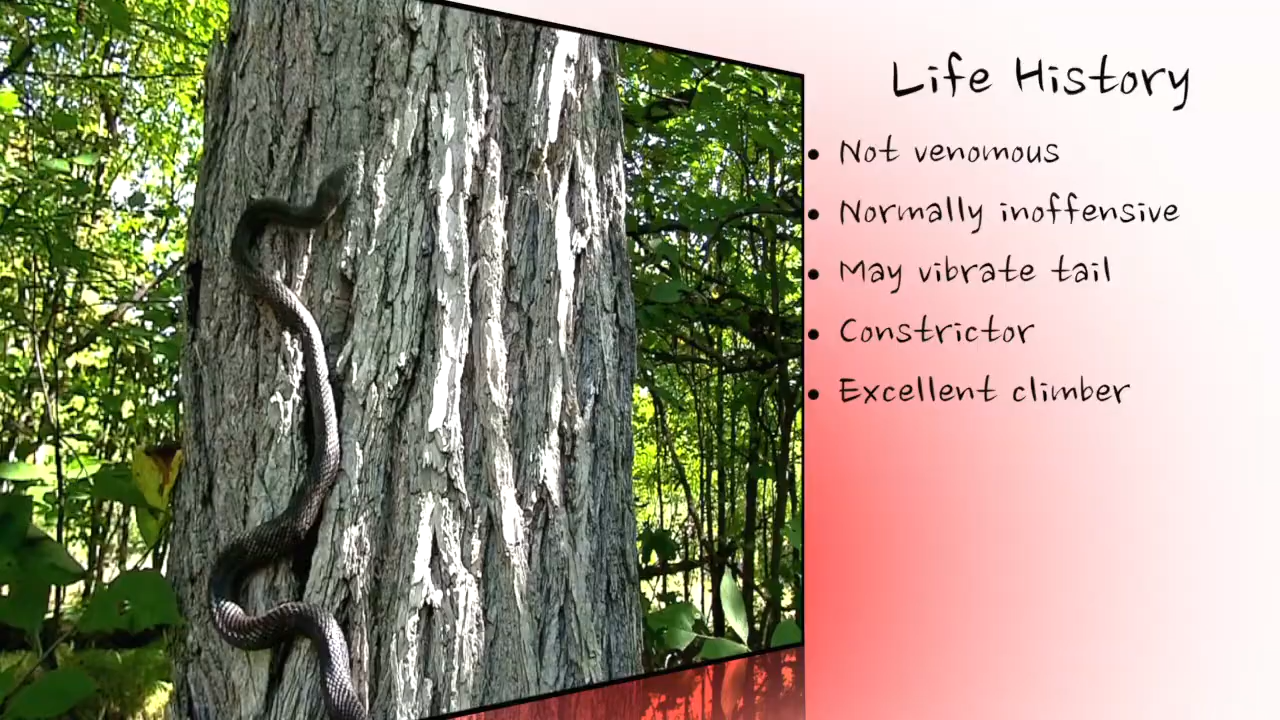 Life History
• Not venomous
• Normally inoffensive
• May vibrate tail
• Constrictor
• Excellent climber